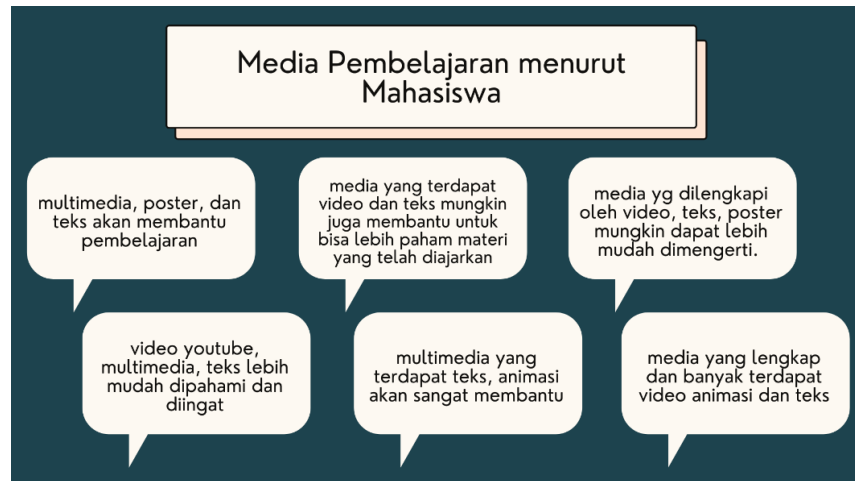 Media Pembelajaran menurut
Mahasiswa
multimedia, poster, dan
teks akan membantu
pembelajaran
media yang terdapat
video dan teks mungkin
juga membantu untuk
bisa lebih paham materi
yang telah diajarkan
media yg dilengkapi
oleh video, teks, poster
mungkin dapat lebih
mudah dimengerti.
video youtube,
multimedia, teks lebih
mudah dipahami dan
diingat
multimedia yang
terdapat teks, animasi
akan sangat membantu
media yang lengkap
dan banyak terdapat
video animasi dan teks